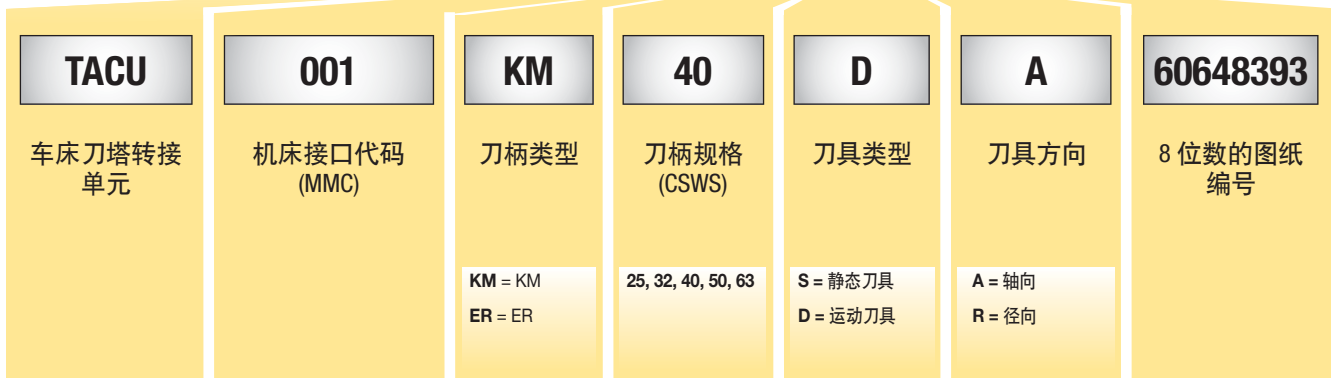 TACU
001
KM
40
D
A
60648393
车床刀塔转接
单元
机床接口代码
(MMC)
刀柄类型
刀柄规格
(CSWS)
刀具类型
刀具方向
8 位数的图纸
编号
KM = KM
ER = ER
25, 32, 40, 50, 63
S = 静态刀具
D = 运动刀具
A = 轴向
R = 径向